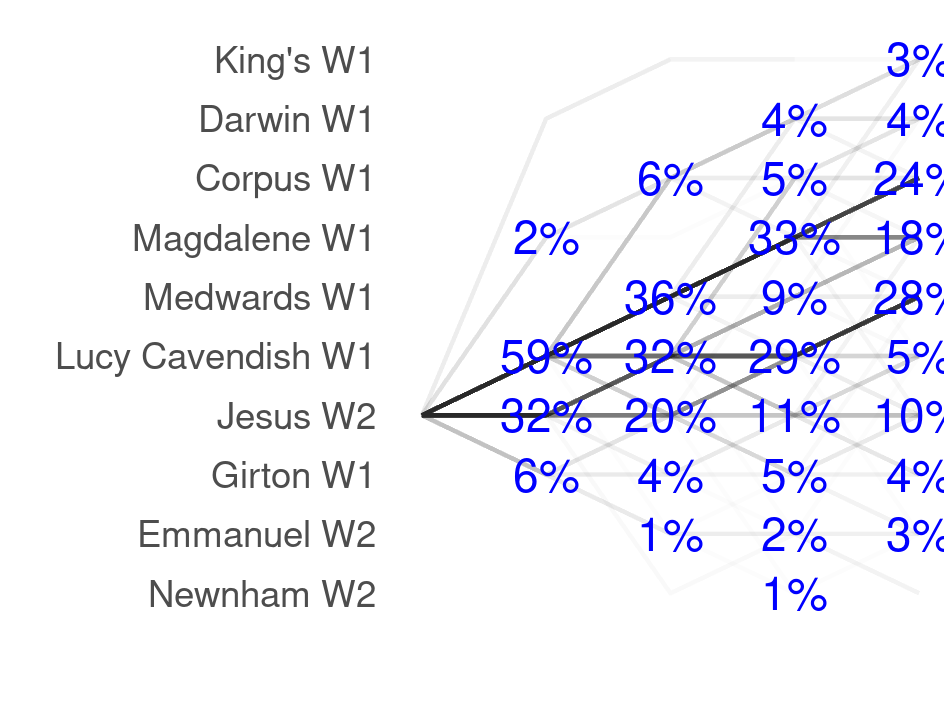 King's W1 3%
Darwin W1 4% 4%
Corpus W1 6% 5% 24%
Magdalene W1 2% 33% 18%
Medwards W1 36% 9% 28%
Lucy Cavendish W1 59% 32% 29% 5%
Jesus W2 32% 20% 11% 10%
Girton W1 6% 4% 5% 4%
Emmanuel W2 1% 2% 3%
Newnham W2 1%